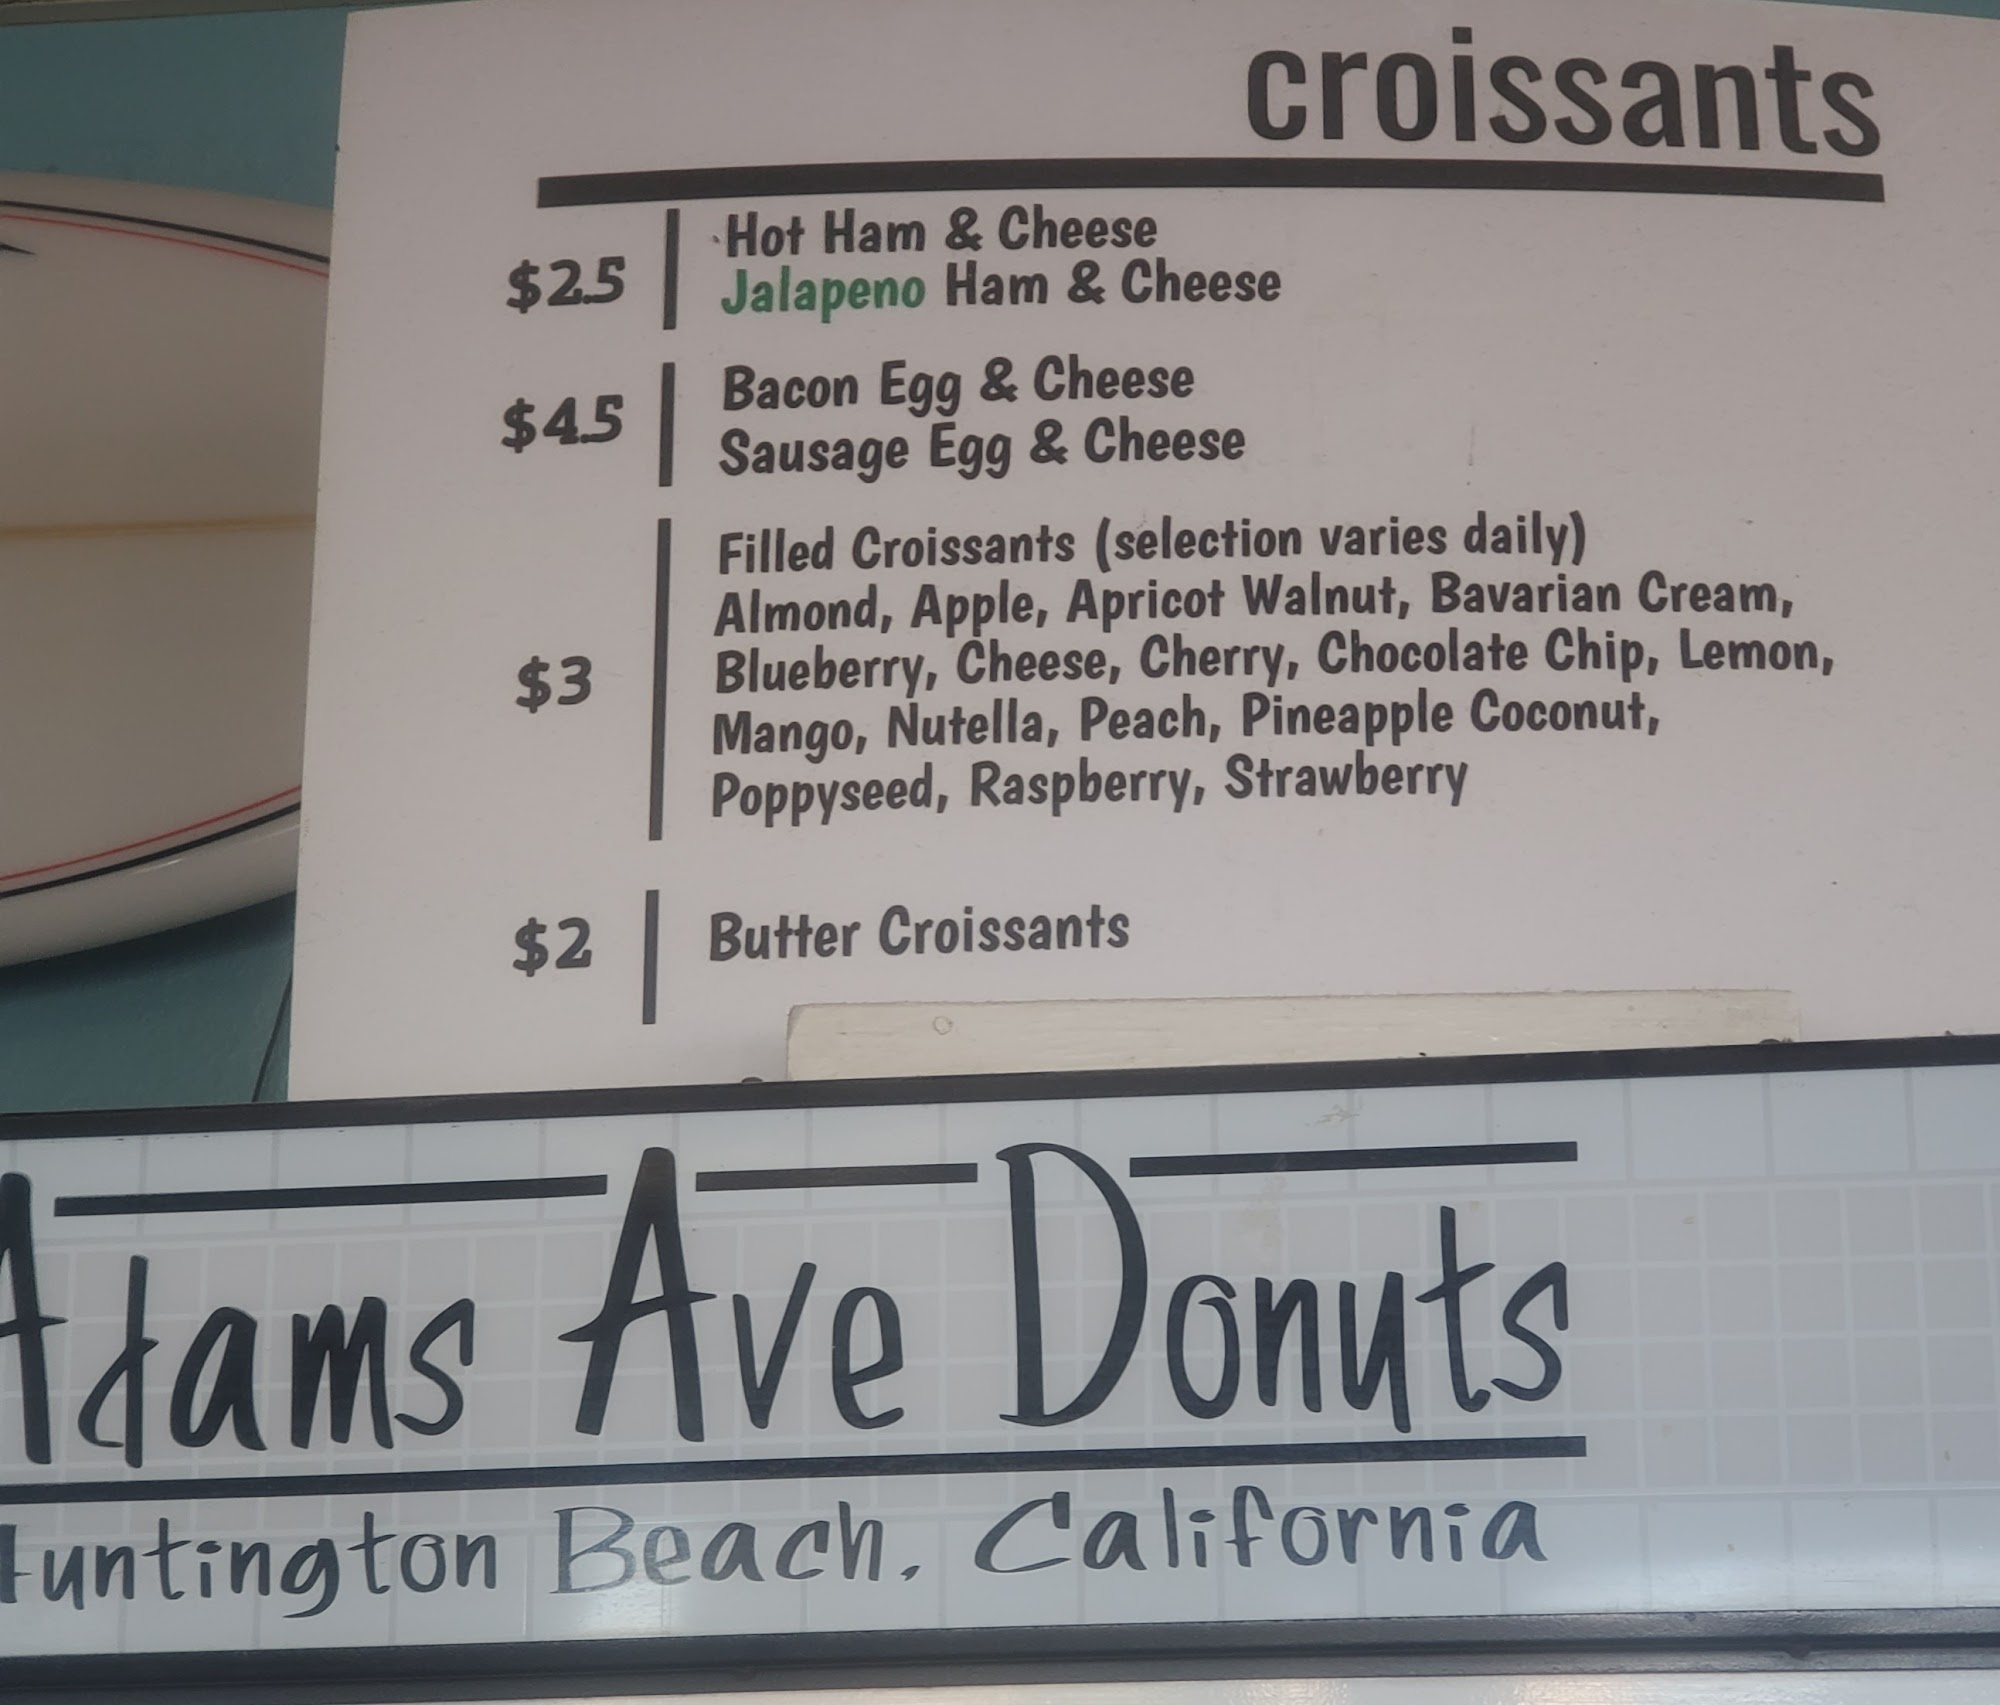 croissants
$2.5
Hot Ham & Cheese
Jalapeno Ham & Cheese
$4.5
Bacon Egg & Cheese
Sausage Egg & Cheese
$3
Filled Croissants (selection varies daily)
Almond, Apple, Apricot Walnut, Bavarian Cream,
Blueberry, Cheese, Cherry, Chocolate Chip, Lemon,
Mango, Nutella, Peach, Pineapple Coconut,
Poppyseed, Raspberry, Strawberry
$2
Butter Croissants
Adams Ave Donuts
Huntington Beach, California